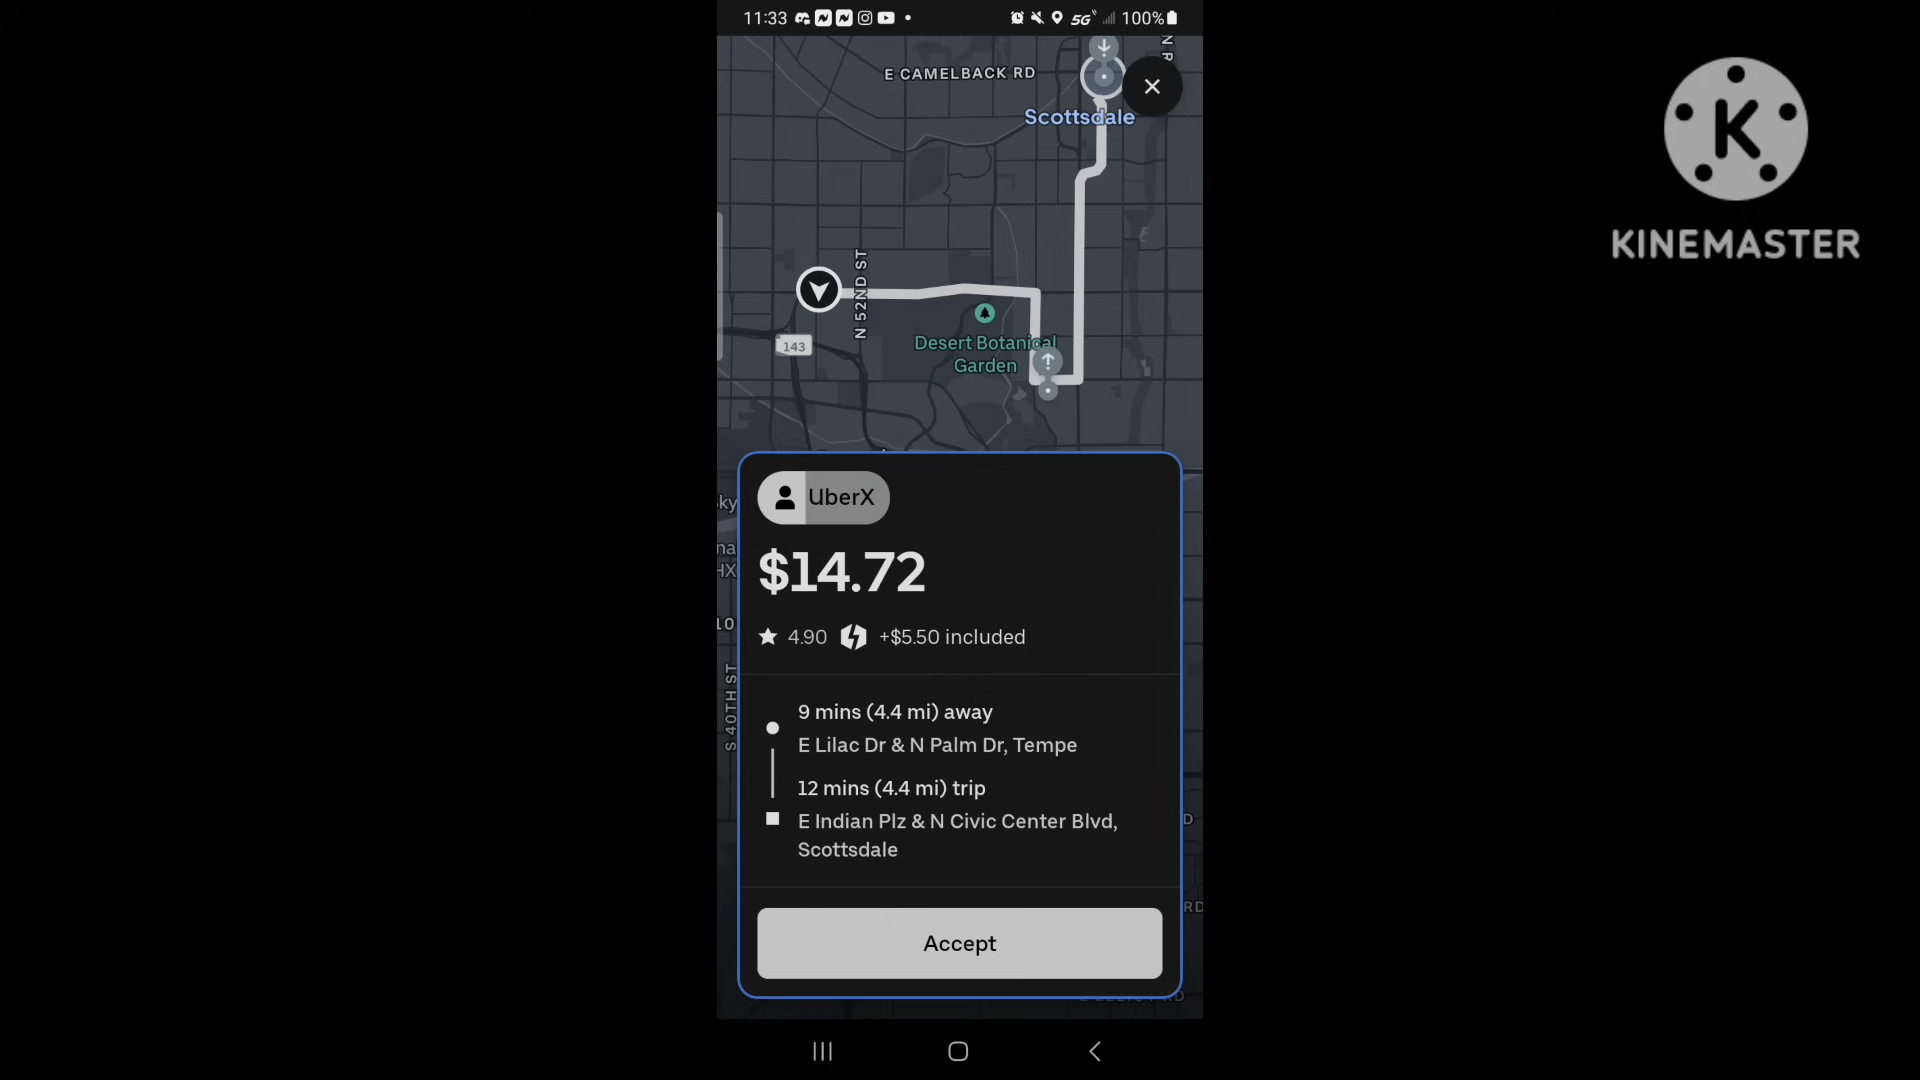 11:33
5G
100%
E CAMELBACK RD
Scottsdale
N 52ND ST
143
Desert Botanical
Garden
UberX
$14.72
4.90 +$5.50 included
S 40TH ST
9 mins (4.4 mi) away
E Lilac Dr & N Palm Dr, Tempe
12 mins (4.4 mi) trip
E Indian Plz & N Civic Center Blvd,
Scottsdale
Accept
K
KINEMASTER